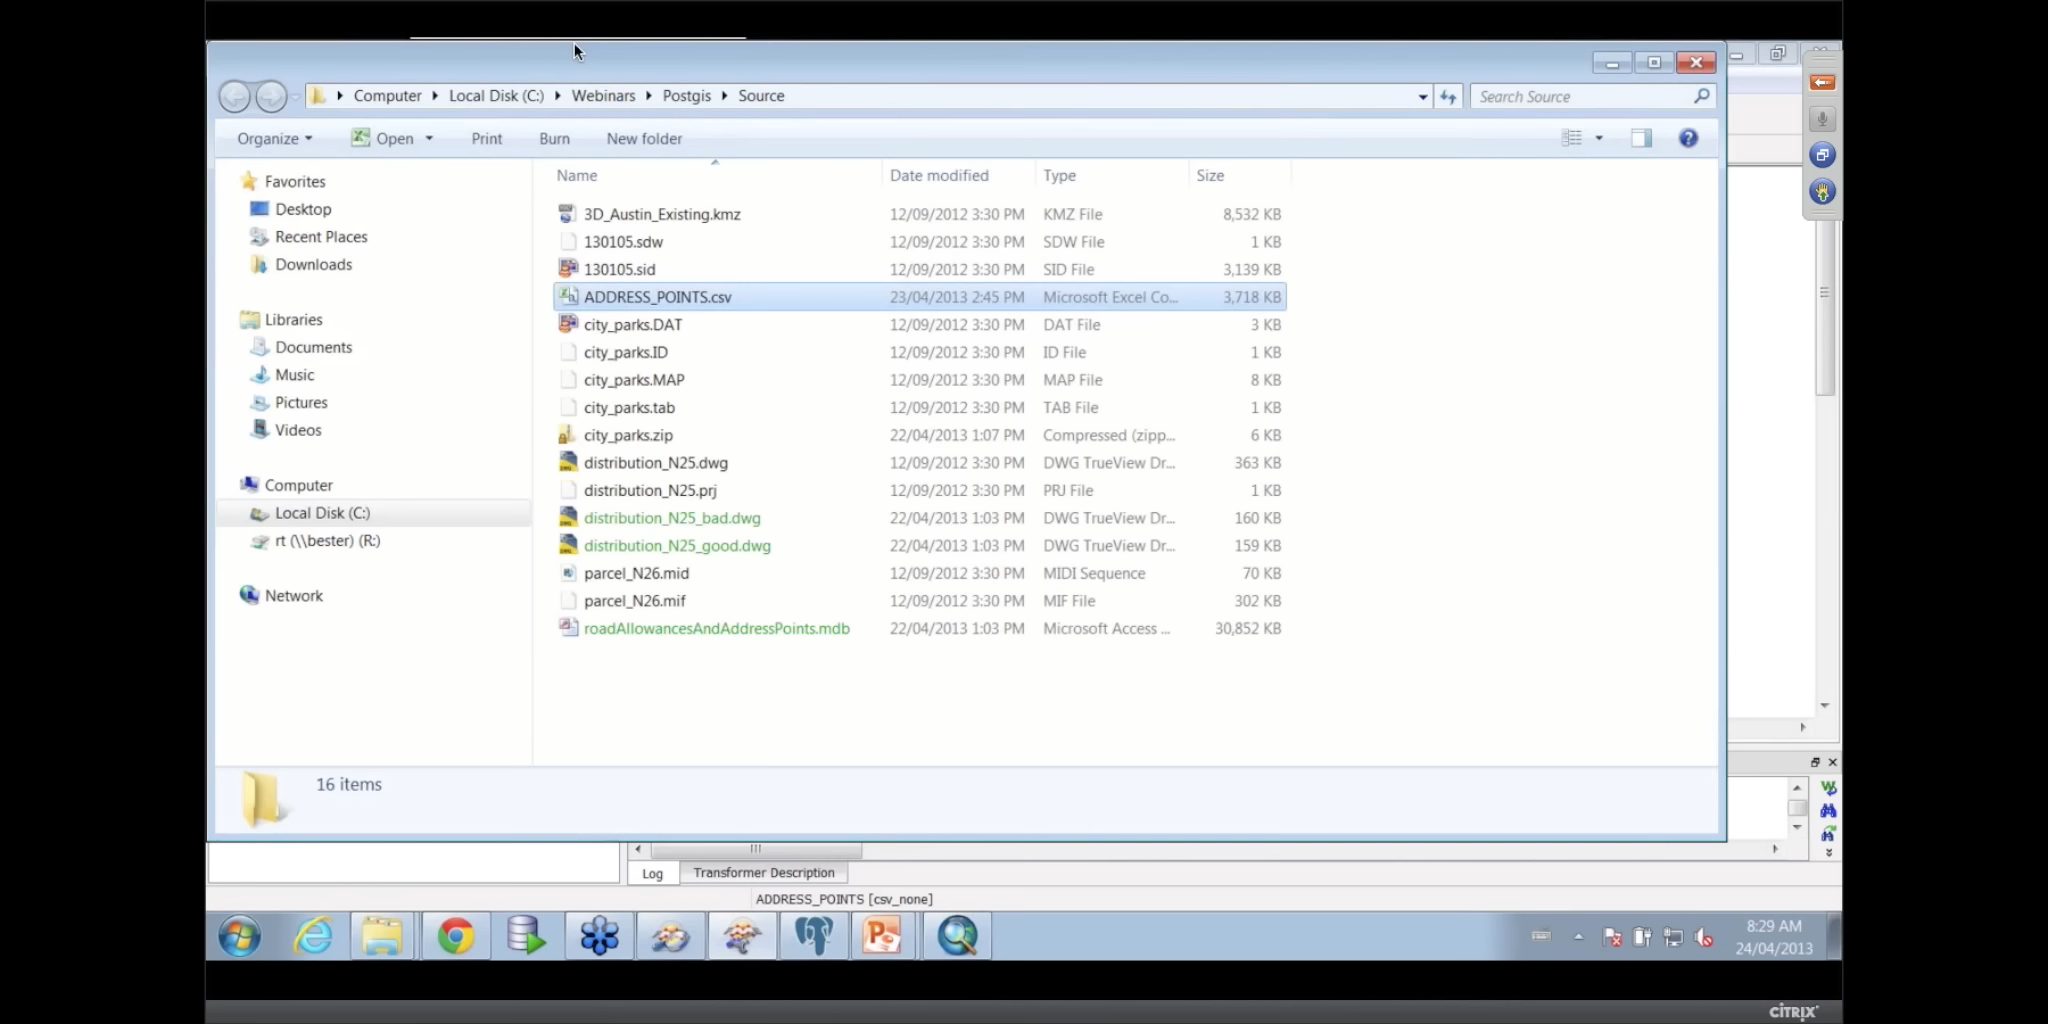 Computer Local Disk (C:) Webinars Postgis Source
Search Source
Organize Open Print Burn New folder
Name Date modified Type Size
Favorites
Desktop
Recent Places
Downloads
Libraries
Documents
Music
Pictures
Videos
Computer
Local Disk (C:)
rt (\\bester) (R:)
Network
3D_Austin_Existing.kmz 12/09/2012 3:30 PM KMZ File 8,532 KB
130105.sdw 12/09/2012 3:30 PM SDW File 1 KB
130105.sid 12/09/2012 3:30 PM SID File 3,139 KB
ADDRESS_POINTS.csv 23/04/2013 2:45 PM Microsoft Excel Co... 3,718 KB
city_parks.DAT 12/09/2012 3:30 PM DAT File 3 KB
city_parks.ID 12/09/2012 3:30 PM ID File 1 KB
city_parks.MAP 12/09/2012 3:30 PM MAP File 8 KB
city_parks.tab 12/09/2012 3:30 PM TAB File 1 KB
city_parks.zip 22/04/2013 1:07 PM Compressed (zipp... 6 KB
distribution_N25.dwg 12/09/2012 3:30 PM DWG TrueView Dr... 363 KB
distribution_N25.prj 12/09/2012 3:30 PM PRJ File 1 KB
distribution_N25_bad.dwg 22/04/2013 1:03 PM DWG TrueView Dr... 160 KB
distribution_N25_good.dwg 22/04/2013 1:03 PM DWG TrueView Dr... 159 KB
parcel_N26.mid 12/09/2012 3:30 PM MIDI Sequence 70 KB
parcel_N26.mif 12/09/2012 3:30 PM MIF File 302 KB
roadAllowancesAndAddressPoints.mdb 22/04/2013 1:03 PM Microsoft Access ... 30,852 KB
16 items
Log Transformer Description
ADDRESS_POINTS [csv_none]
8:29 AM
24/04/2013
CITRIX